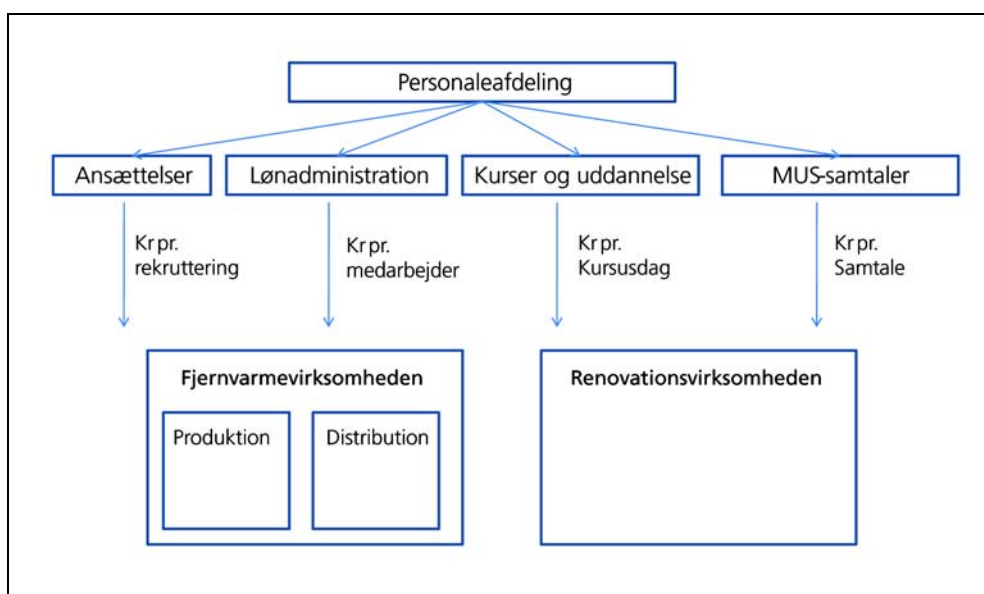 Personaleafdeling
Ansættelser
Lønadministration
Kurser og uddannelse
MUS-samtaler
Kr pr.
rekruttering
Kr pr.
medarbejder
Kr pr.
Kursusdag
Kr pr.
Samtale
Fjernvarmevirksomheden
Produktion
Distribution
Renovationsvirksomheden